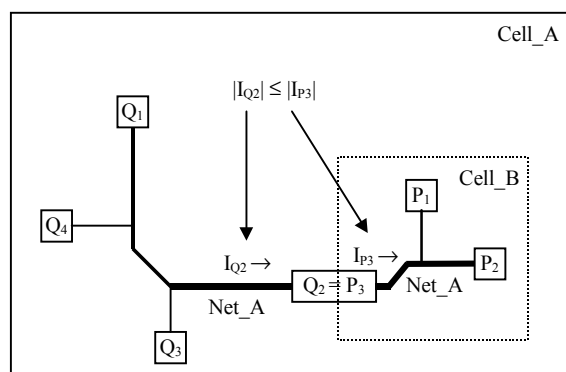 Cell_A
|I_Q2| ≤ |I_P3|
Q₁
Cell_B
P₁
Q₄
I_Q2 →
I_P3 →
P₂
Q₂ = P₃
Net_A
Net_A
Q₃